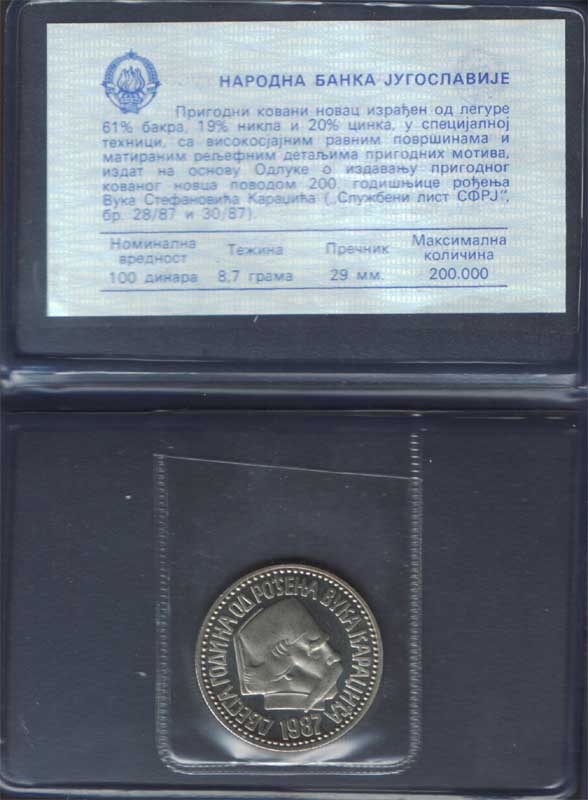 НАРОДНА БАНКА ЈУГОСЛАВИЈЕ
Пригодни ковани новац израђен од легуре
61% бакра, 19% никла и 20% цинка, у специјалној
техници, са високосјајним равним површинама и
матираним рељефним детаљима пригодних мотива,
издат на основу Одлуке о издавању пригодног
кованог новца поводом 200. годишњице рођења
Вука Стефановића Караџића („Службени лист СФРЈ",
бр. 28/87 и 30/87).
Номинална вредност Тежина Пречник Максимална количина
100 динара 8,7 грама 29 мм. 200.000
ДВЕСТА ГОДИНА ОД РОЂЕЊА ВУКА КАРАЏИЋА
1987